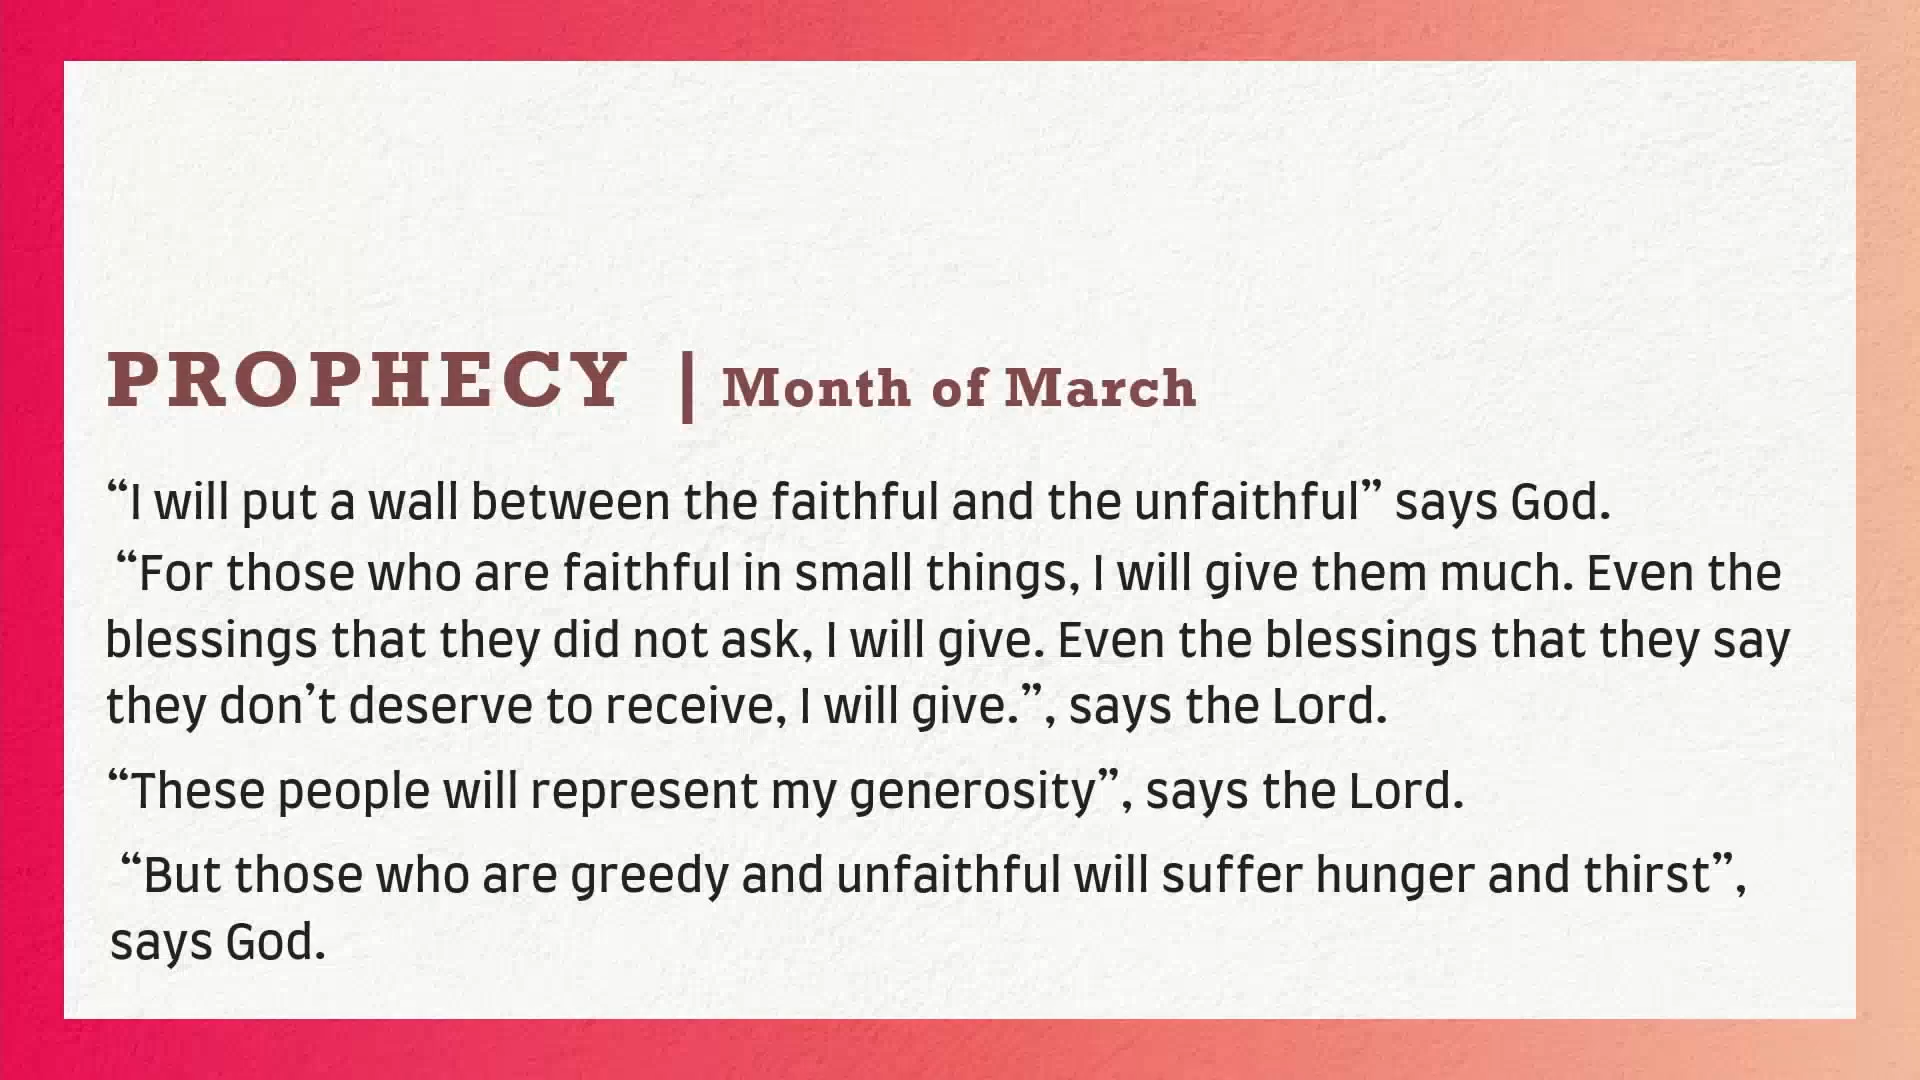 PROPHECY | Month of March
“I will put a wall between the faithful and the unfaithful” says God.
“For those who are faithful in small things, I will give them much. Even the
blessings that they did not ask, I will give. Even the blessings that they say
they don’t deserve to receive, I will give.”, says the Lord.
“These people will represent my generosity”, says the Lord.
“But those who are greedy and unfaithful will suffer hunger and thirst”,
says God.